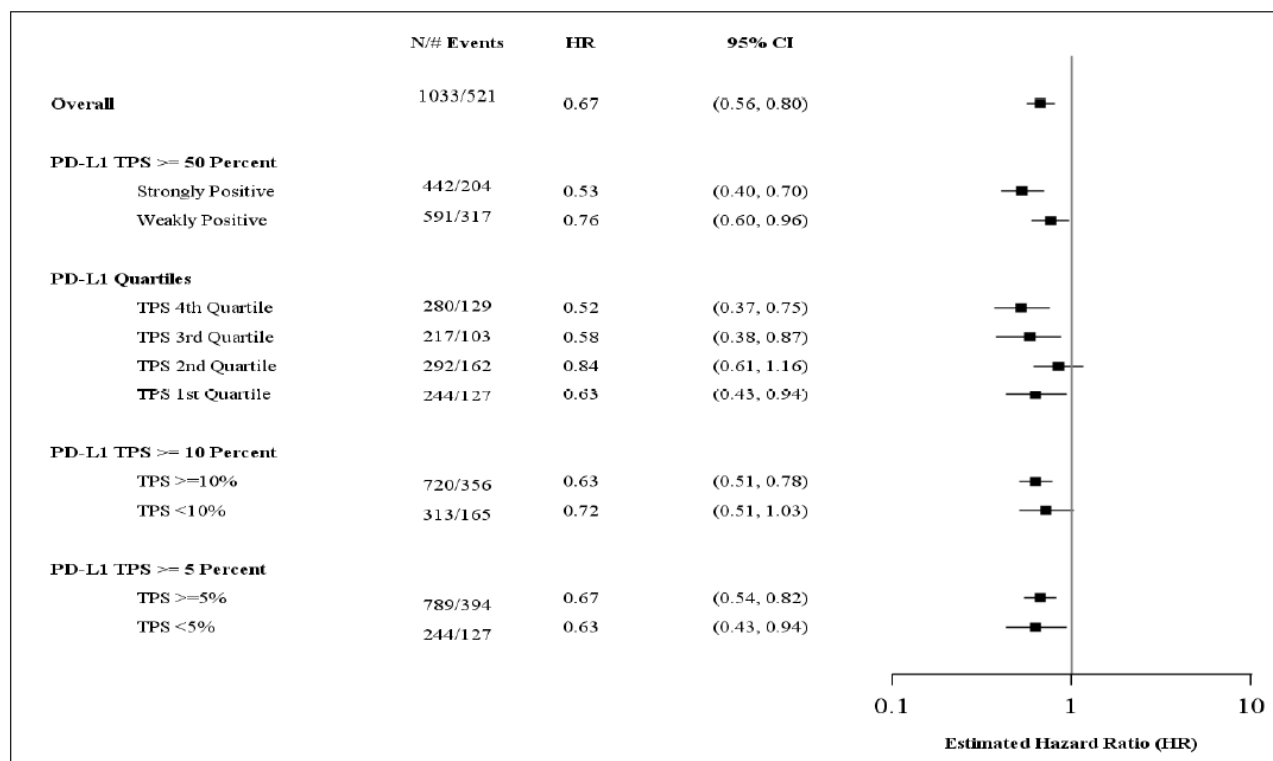 N/# Events HR 95% CI
Overall 1033/521 0.67 (0.56, 0.80)
PD-L1 TPS >= 50 Percent
Strongly Positive 442/204 0.53 (0.40, 0.70)
Weakly Positive 591/317 0.76 (0.60, 0.96)
PD-L1 Quartiles
TPS 4th Quartile 280/129 0.52 (0.37, 0.75)
TPS 3rd Quartile 217/103 0.58 (0.38, 0.87)
TPS 2nd Quartile 292/162 0.84 (0.61, 1.16)
TPS 1st Quartile 244/127 0.63 (0.43, 0.94)
PD-L1 TPS >= 10 Percent
TPS >=10% 720/356 0.63 (0.51, 0.78)
TPS <10% 313/165 0.72 (0.51, 1.03)
PD-L1 TPS >= 5 Percent
TPS >=5% 789/394 0.67 (0.54, 0.82)
TPS <5% 244/127 0.63 (0.43, 0.94)
0.1 1 10
Estimated Hazard Ratio (HR)